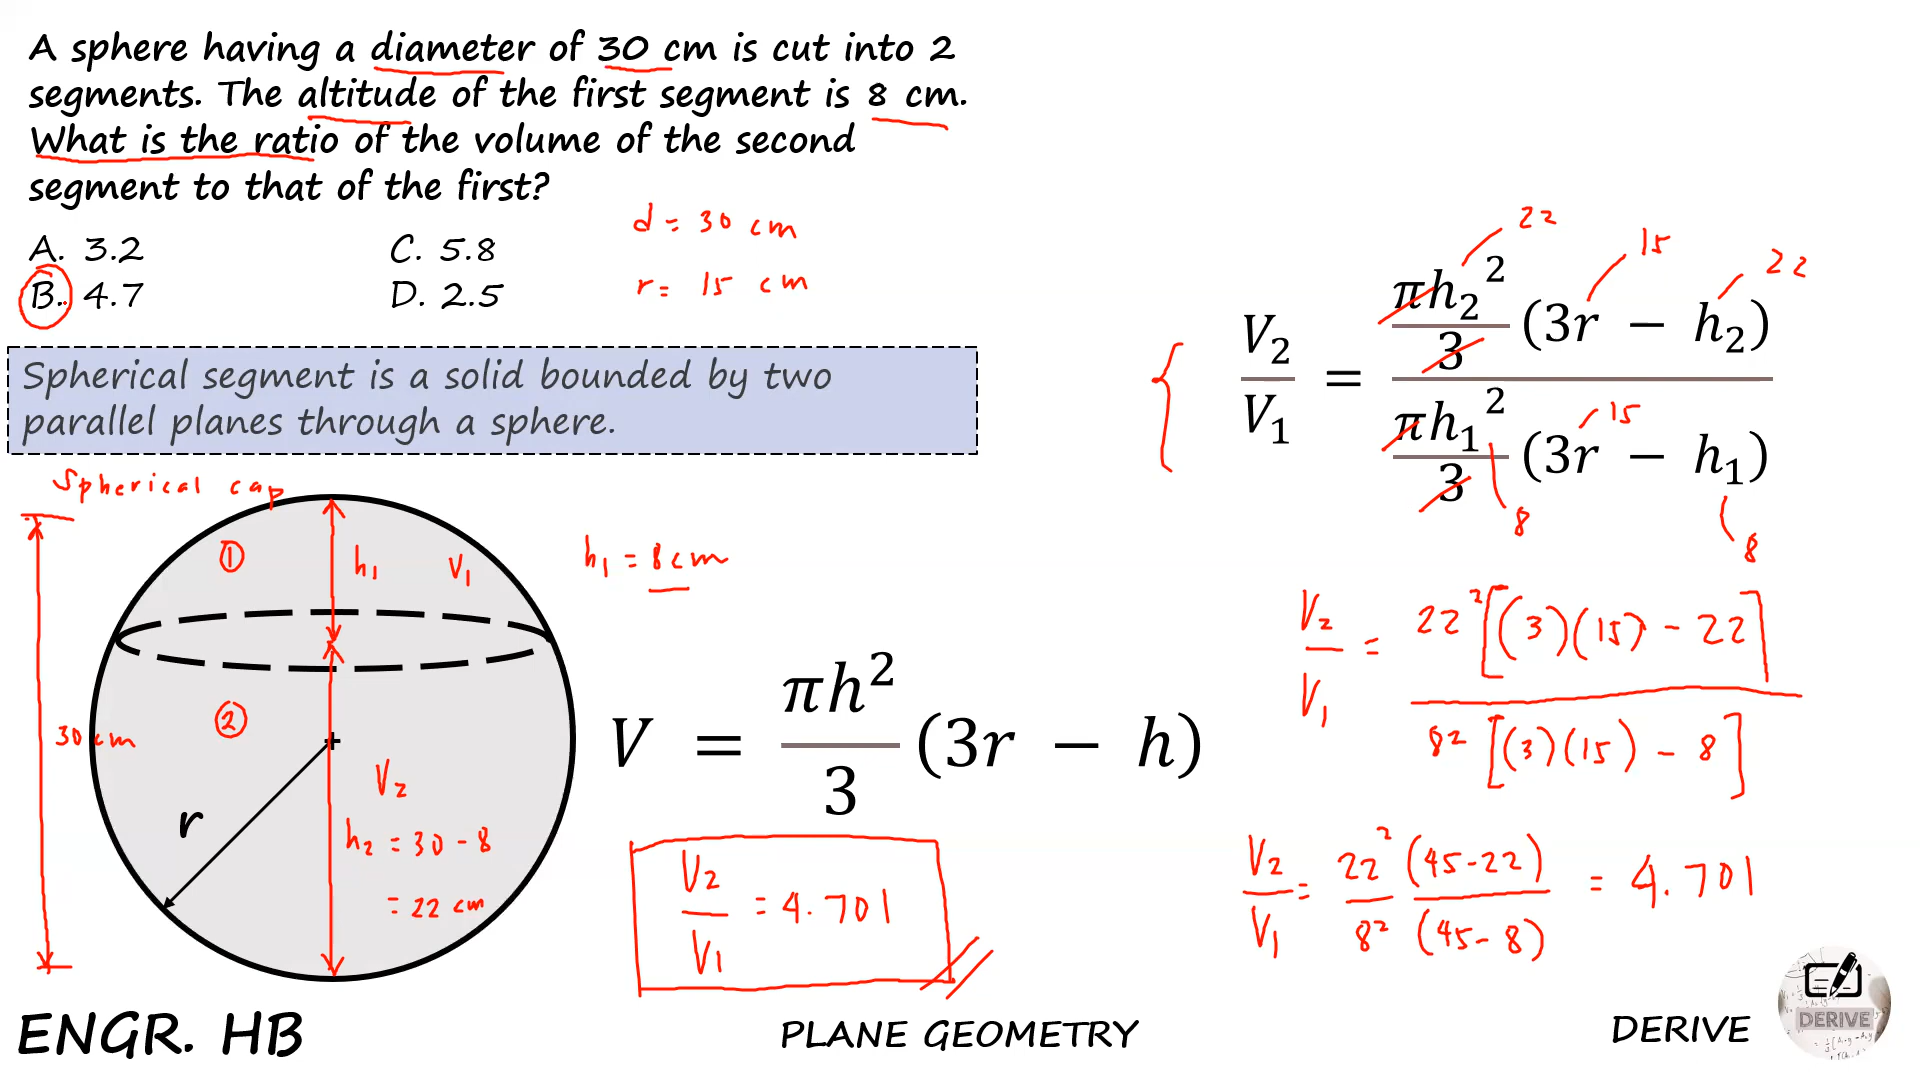 A sphere having a diameter of 30 cm is cut into 2
segments. The altitude of the first segment is 8 cm.
What is the ratio of the volume of the second
segment to that of the first?
A. 3.2
C. 5.8
B. 4.7
D. 2.5
d = 30 cm
r = 15 cm
Spherical segment is a solid bounded by two
parallel planes through a sphere.
Spherical cap
①
h₁
V₁
h₁ = 8cm
30 cm
②
V₂
r
h₂ = 30 - 8
= 22 cm
V = πh²/3 (3r − h)
V₂/V₁ = 4.701
22
15
22
V₂/V₁ = πh₂²/3 (3r − h₂) / πh₁²/3 (3r − h₁)
15
8
8
V₂/V₁ = 22² [(3)(15) - 22] / 8² [(3)(15) - 8]
V₂/V₁ = 22² (45-22) / 8² (45-8) = 4.701
ENGR. HB
PLANE GEOMETRY
DERIVE
DERIVE